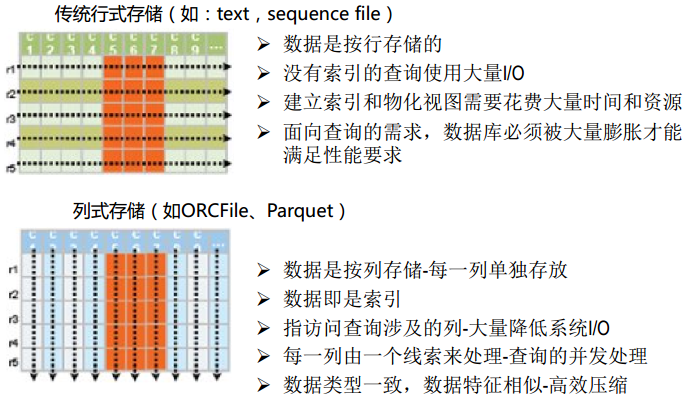 传统行式存储（如：text，sequence file）
C C C C C C C C C ...
1 2 3 4 5 6 7 8 9
r1
r2
r3
r4
r5
➢ 数据是按行存储的
➢ 没有索引的查询使用大量I/O
➢ 建立索引和物化视图需要花费大量时间和资源
➢ 面向查询的需求，数据库必须被大量膨胀才能
满足性能要求
列式存储（如ORCFile、Parquet）
C C C C C C C C C ...
r1
r2
r3
r4
r5
➢ 数据是按列存储-每一列单独存放
➢ 数据即是索引
➢ 指访问查询涉及的列-大量降低系统I/O
➢ 每一列由一个线索来处理-查询的并发处理
➢ 数据类型一致，数据特征相似-高效压缩